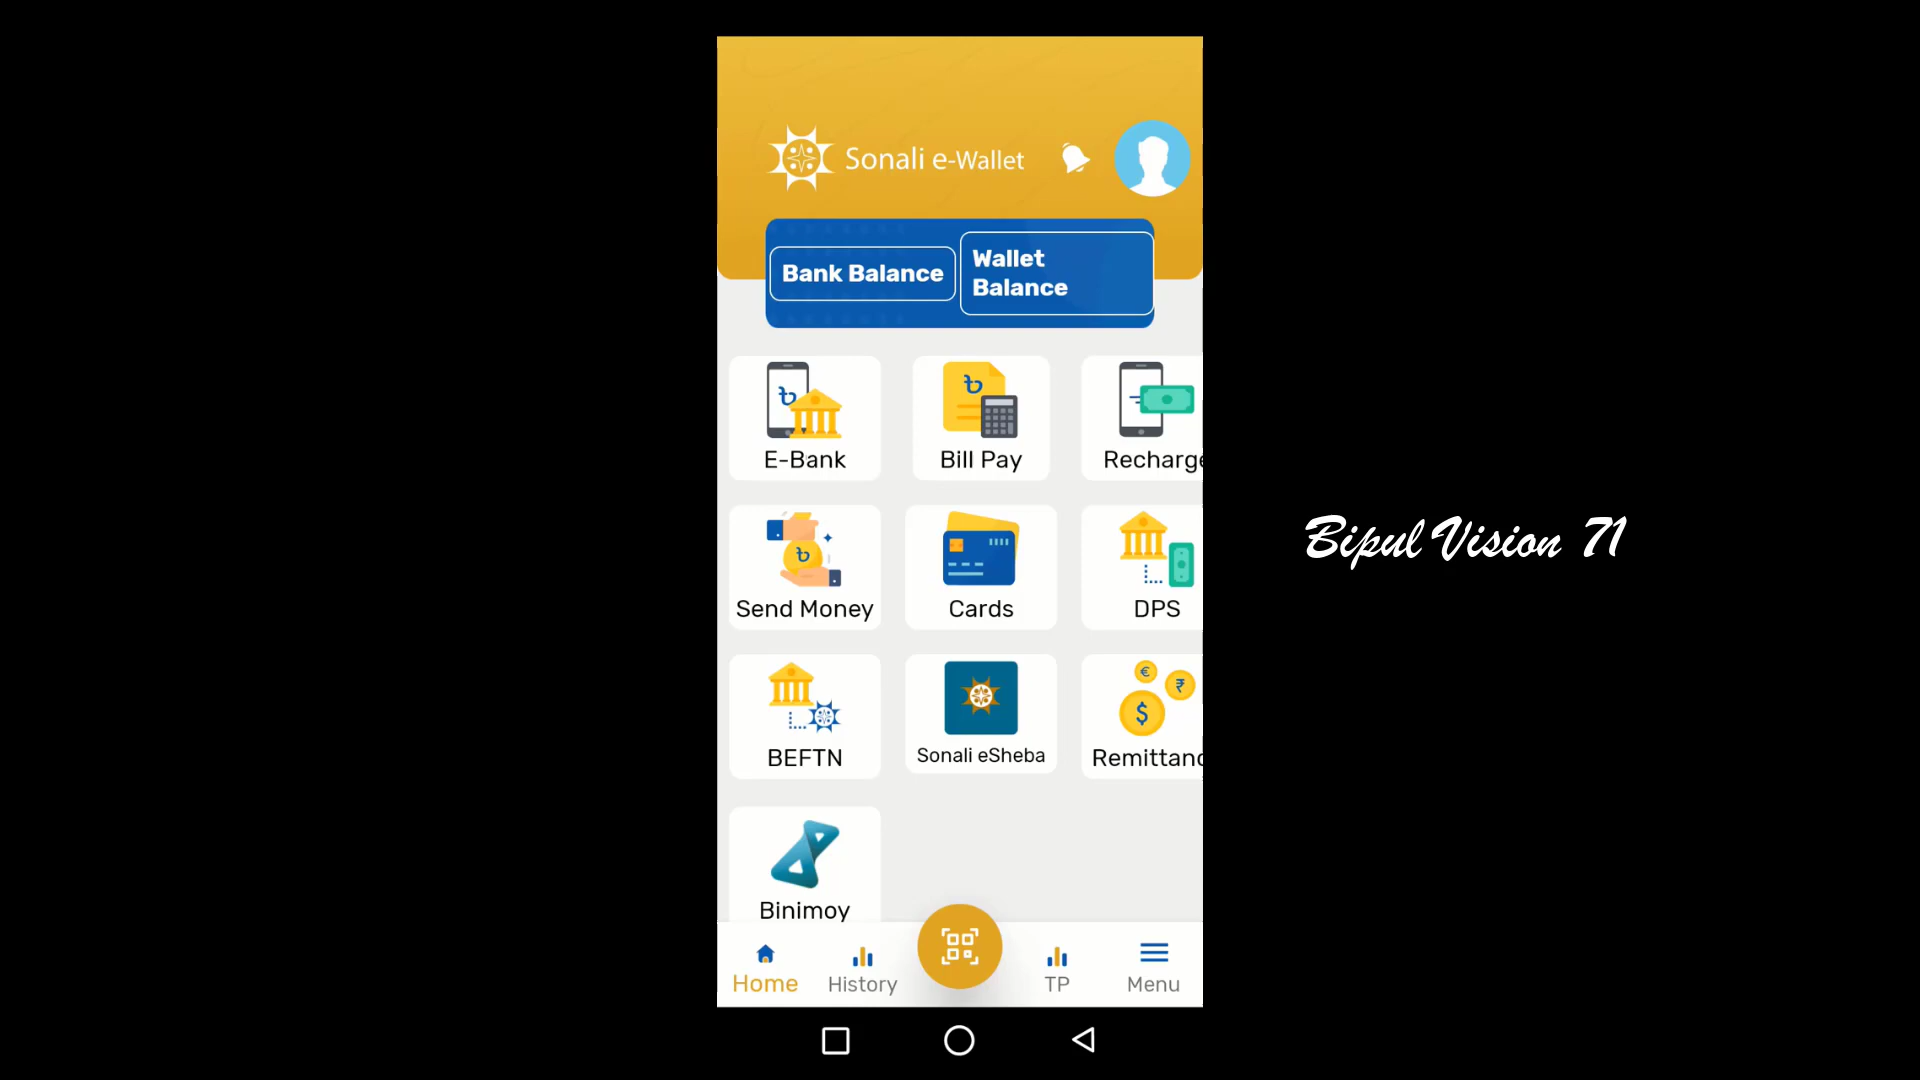 Sonali e-Wallet
Bank Balance
Wallet
Balance
৳
৳
E-Bank
Bill Pay
Recharge
৳
Send Money
Cards
DPS
€
₹
$
BEFTN
Sonali eSheba
Remittanc
Binimoy
Home
History
TP
Menu
Bipul Vision 71